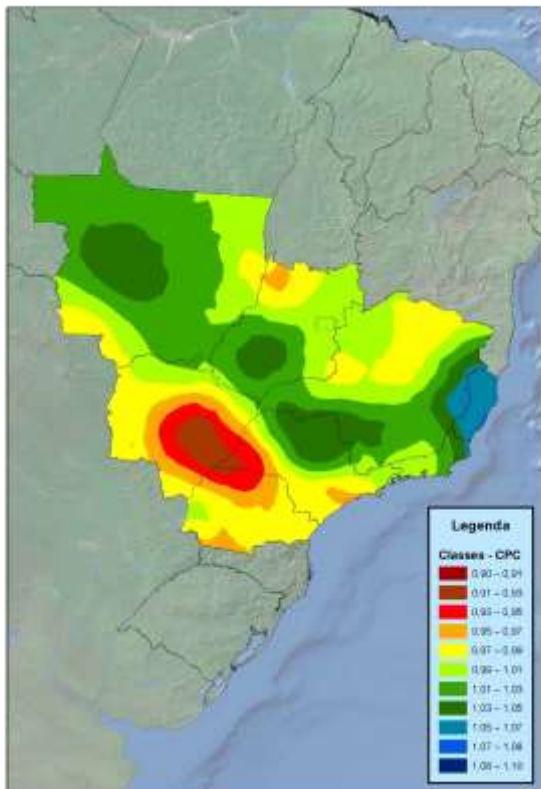 Legenda
Classes - CPC
0,90 – 0,91
0,91 – 0,93
0,93 – 0,95
0,95 – 0,97
0,97 – 0,99
0,99 – 1,01
1,01 – 1,03
1,03 – 1,05
1,05 – 1,07
1,07 – 1,08
1,08 – 1,10